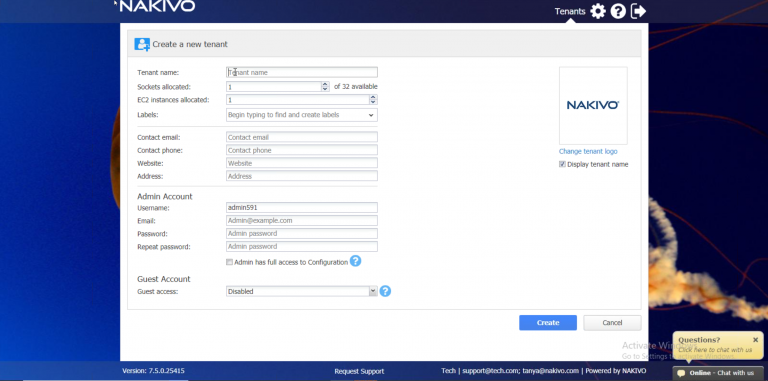 NAKIVO
Tenants
Create a new tenant
Tenant name: Tenant name
Sockets allocated: 1 of 32 available
EC2 instances allocated: 1
Labels: Begin typing to find and create labels
NAKIVO
Change tenant logo
Display tenant name
Contact email: Contact email
Contact phone: Contact phone
Website: Website
Address: Address
Admin Account
Username: admin591
Email: Admin@example.com
Password: Admin password
Repeat password: Admin password
Admin has full access to Configuration ?
Guest Account
Guest access: Disabled ?
Create Cancel
Activate Windows
Go to Settings to activate Windows.
Questions?
Click here to chat with us
Version: 7.5.0.25415 Request Support Tech | support@tech.com; tanya@nakivo.com | Powered by NAKIVO
Online - Chat with us